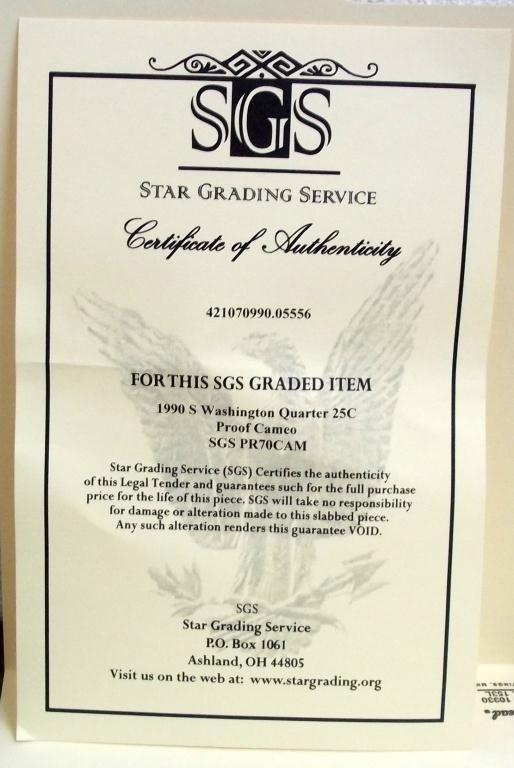 SGS
STAR GRADING SERVICE
Certificate of Authenticity
421070990.05556
FOR THIS SGS GRADED ITEM
1990 S Washington Quarter 25C
Proof Cameo
SGS PR70CAM
Star Grading Service (SGS) Certifies the authenticity
of this Legal Tender and guarantees such for the full purchase
price for the life of this piece. SGS will take no responsibility
for damage or alteration made to this slabbed piece.
Any such alteration renders this guarantee VOID.
SGS
Star Grading Service
P.O. Box 1061
Ashland, OH 44805
Visit us on the web at: www.stargrading.org
10330
153L